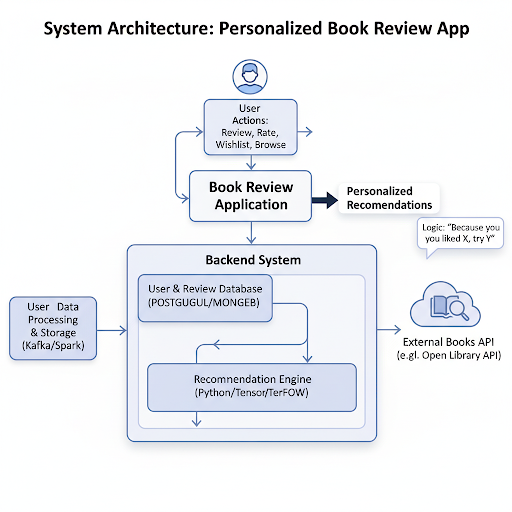 System Architecture: Personalized Book Review App
User
Actions:
Review, Rate,
Wishlist, Browse
Book Review
Application
Personalized
Recomendations
Logic: “Because you
you liked X, try Y”
Backend System
User & Review Database
(POSTGUGUL/MONGEB)
User Data
Processing
& Storage
(Kafka/Spark)
Recommendation Engine
(Python/Tensor/TerFOW)
External Books API
(e.gl. Open Library API)